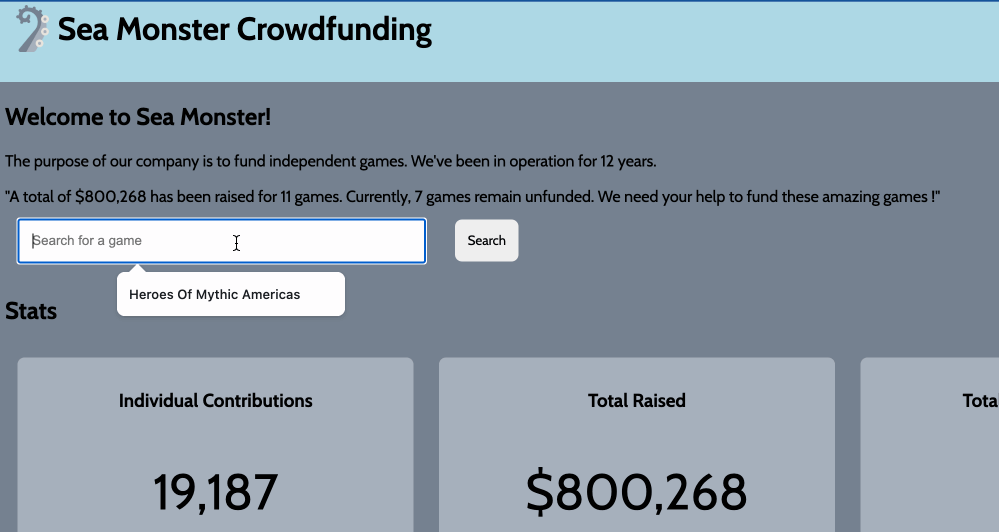 Sea Monster Crowdfunding
Welcome to Sea Monster!
The purpose of our company is to fund independent games. We've been in operation for 12 years.
"A total of $800,268 has been raised for 11 games. Currently, 7 games remain unfunded. We need your help to fund these amazing games !"
Search for a game
Search
Heroes Of Mythic Americas
Stats
Individual Contributions
Total Raised
Tota
19,187
$800,268